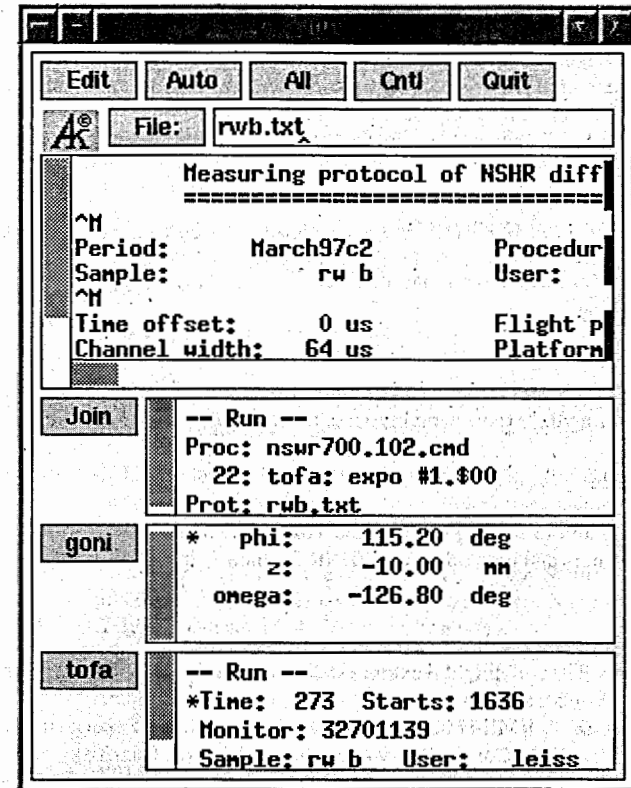 Edit Auto All Cntl Quit
AK© File: rwb.txt
Measuring protocol of NSHR diff
================================
^M
Period: March97c2 Procedur
Sample: rw b User:
^M
Time offset: 0 us Flight p
Channel width: 64 us Platform
Join -- Run --
Proc: nswr700.102.cmd
22: tofa: expo #1.$00
Prot: rwb.txt
goni * phi: 115.20 deg
z: -10.00 mm
omega: -126.80 deg
tofa -- Run --
*Time: 273 Starts: 1636
Monitor: 32701139
Sample: rw b User: leiss